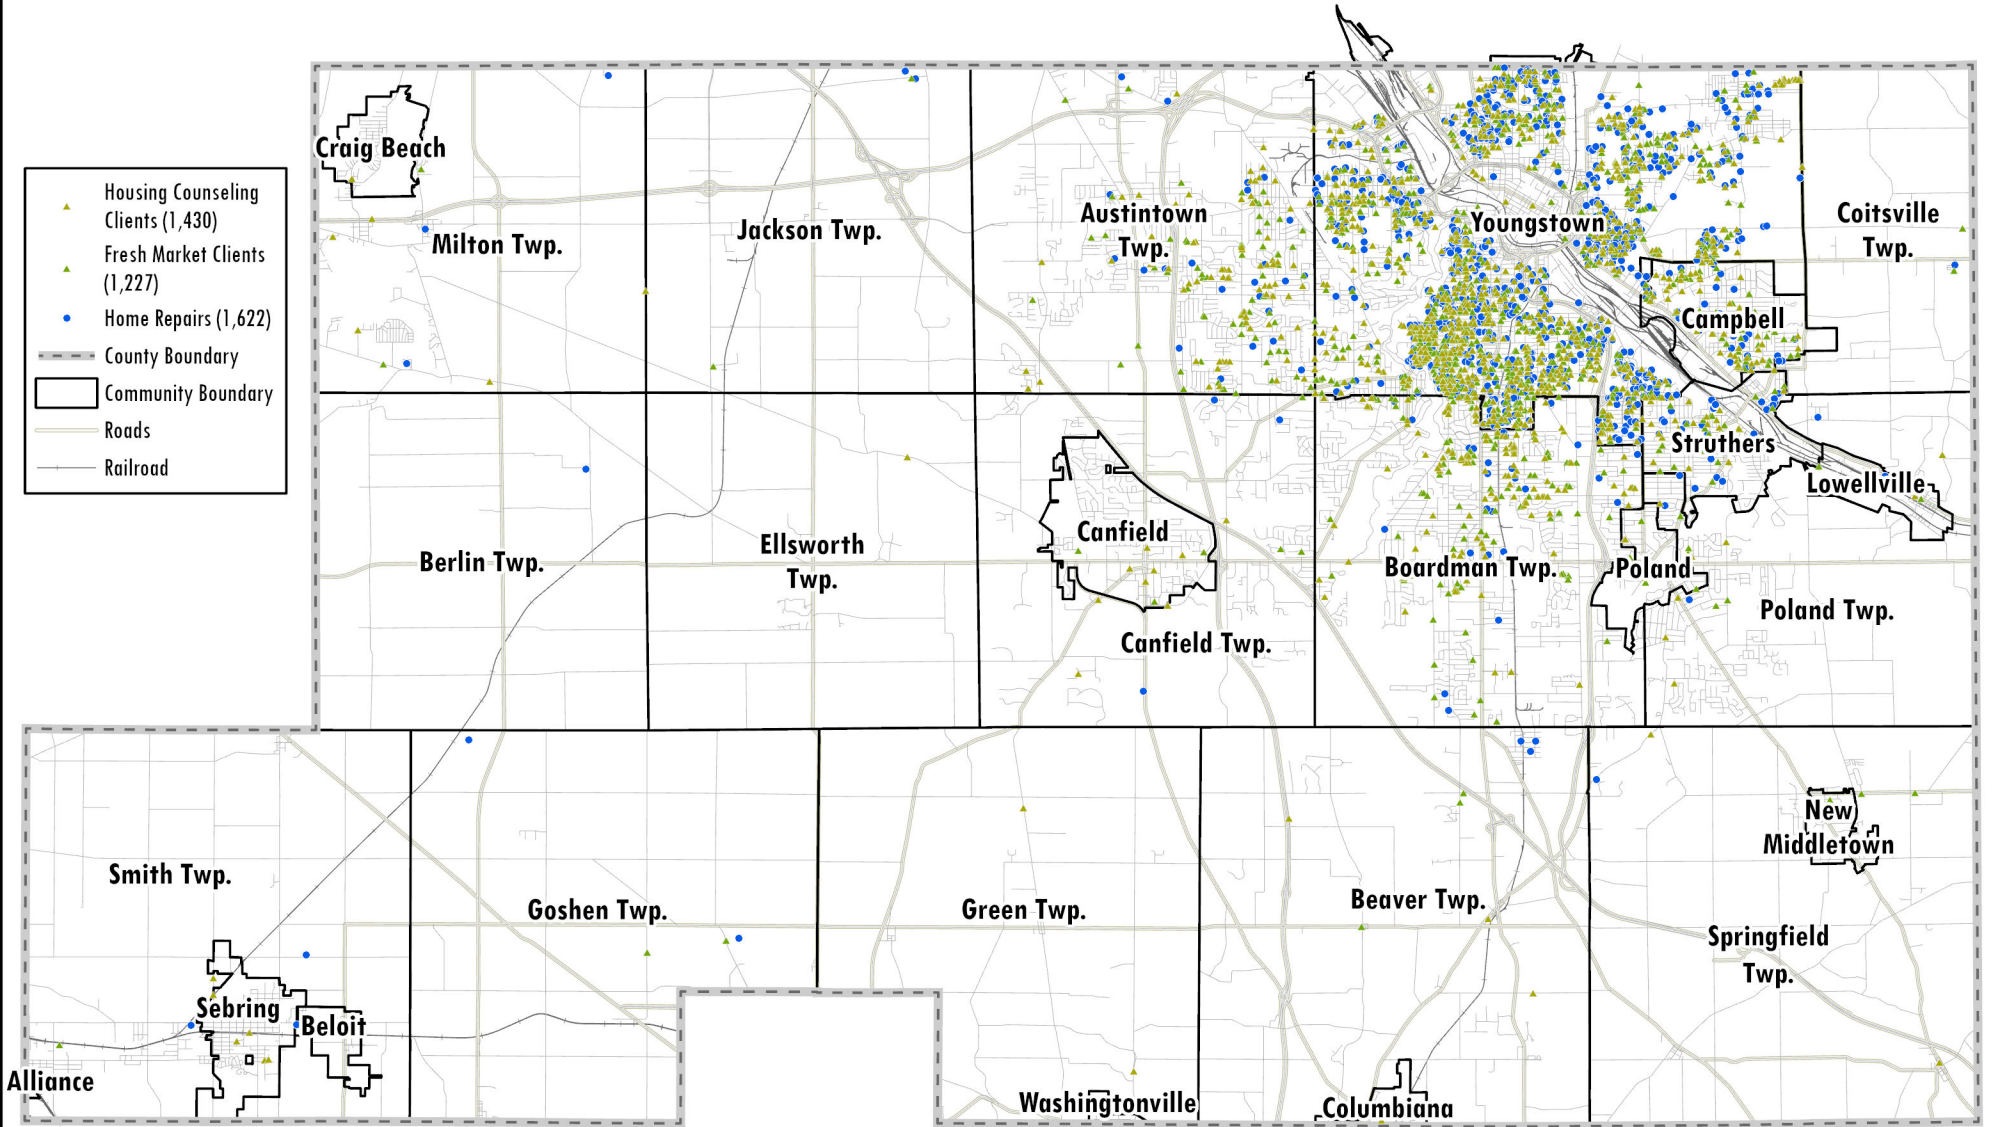 Housing Counseling
Clients (1,430)
Fresh Market Clients
(1,227)
Home Repairs (1,622)
County Boundary
Community Boundary
Roads
Railroad
Craig Beach
Milton Twp.
Jackson Twp.
Austintown
Twp.
Youngstown
Coitsville
Twp.
Campbell
Struthers
Lowellville
Berlin Twp.
Ellsworth
Twp.
Canfield
Canfield Twp.
Boardman Twp.
Poland
Poland Twp.
Smith Twp.
Goshen Twp.
Green Twp.
Beaver Twp.
New
Middletown
Springfield
Twp.
Sebring
Beloit
Alliance
Washingtonville
Columbiana